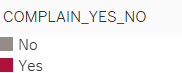 COMPLAIN_YES_NO
No
Yes